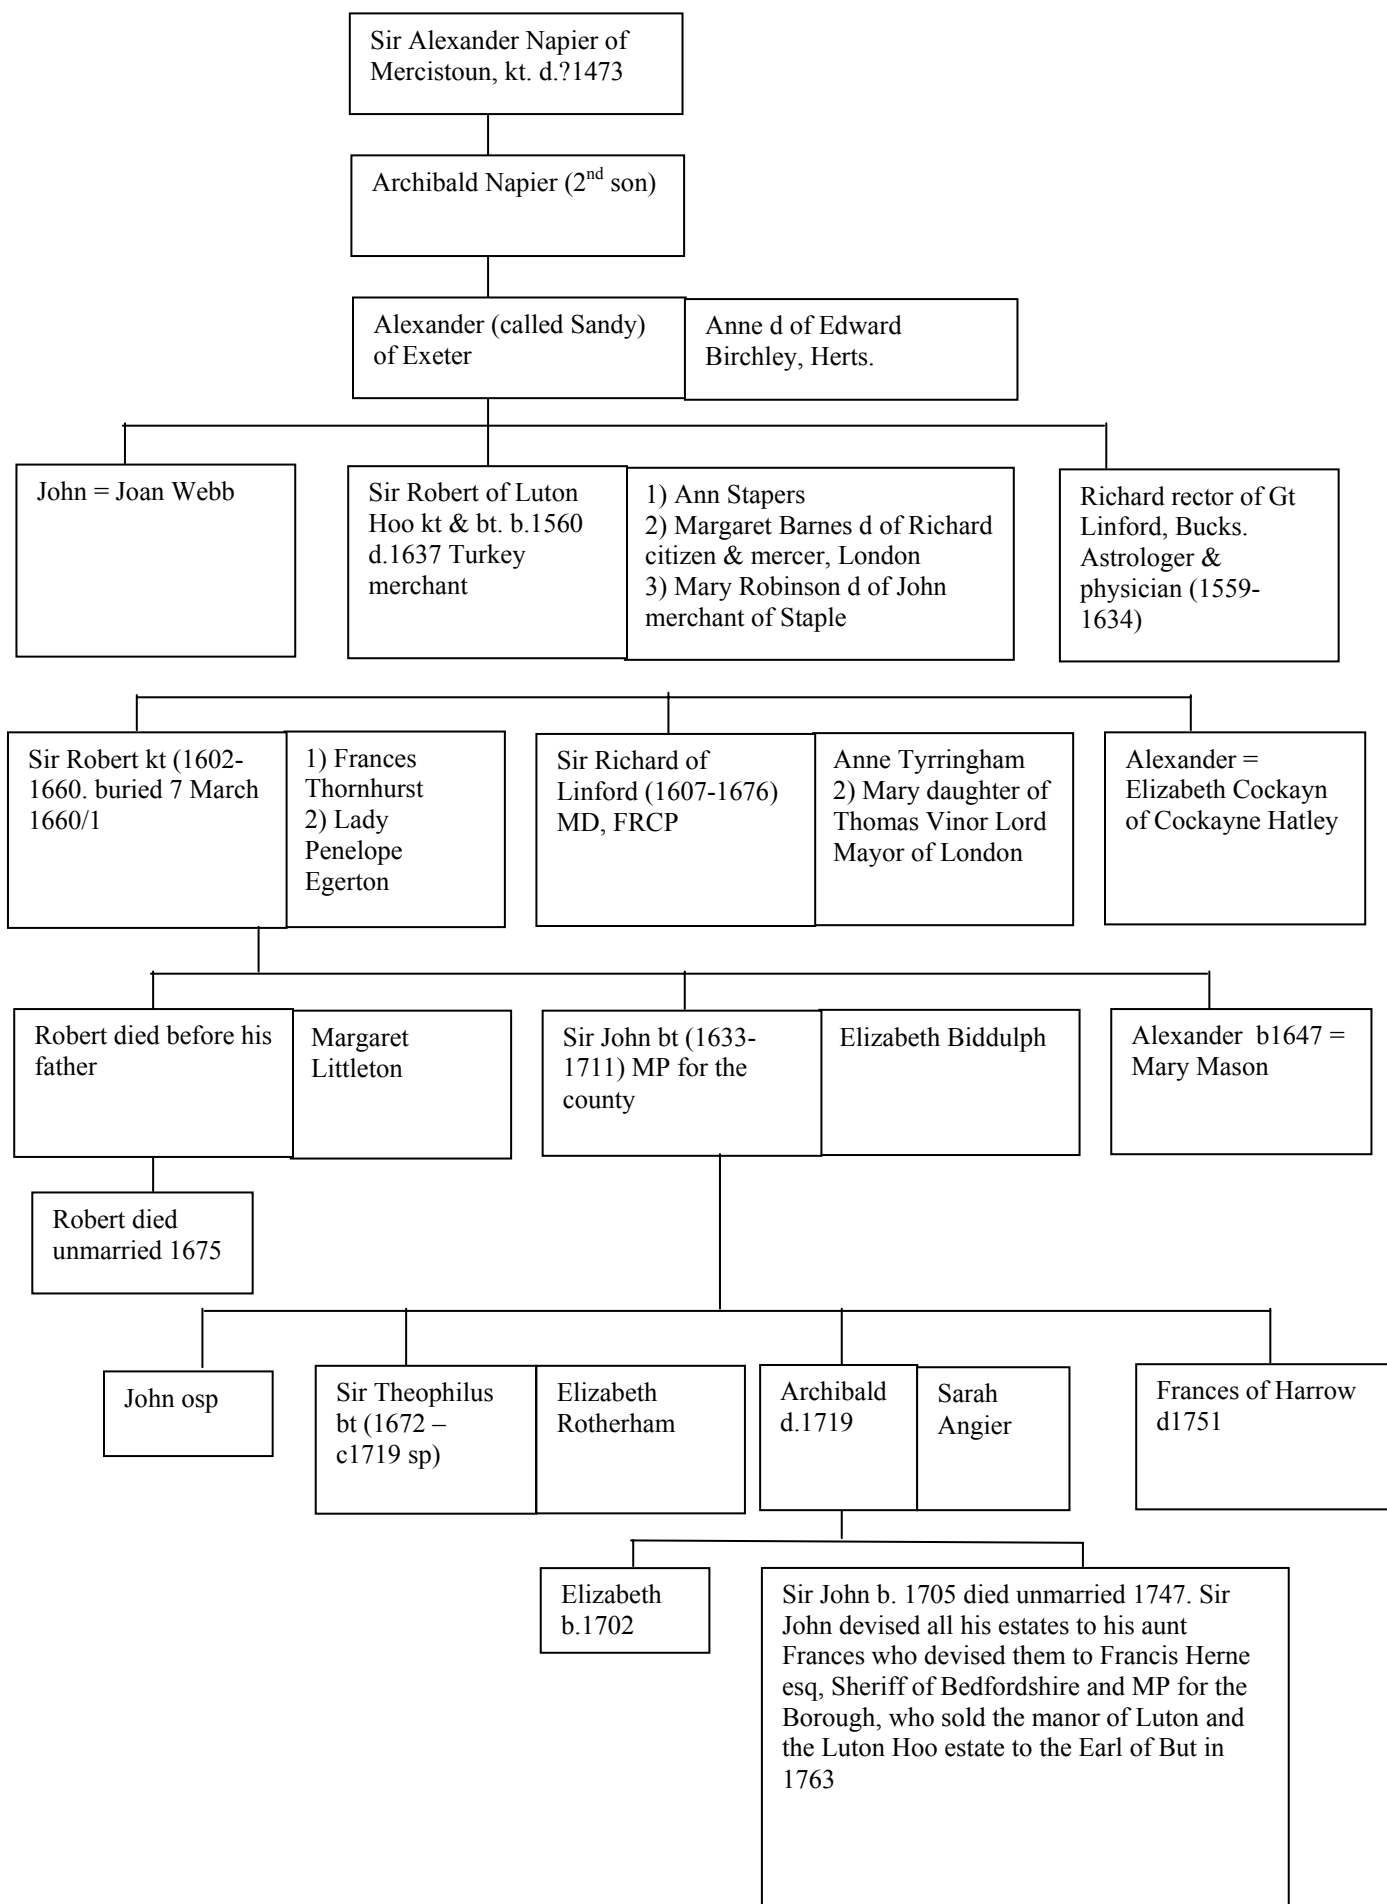 Sir Alexander Napier of
Mercistoun, kt. d.?1473
Archibald Napier (2nd son)
Alexander (called Sandy)
of Exeter
Anne d of Edward
Birchley, Herts.
John = Joan Webb
Sir Robert of Luton
Hoo kt & bt. b.1560
d.1637 Turkey
merchant
1) Ann Stapers
2) Margaret Barnes d of Richard
citizen & mercer, London
3) Mary Robinson d of John
merchant of Staple
Richard rector of Gt
Linford, Bucks.
Astrologer &
physician (1559-
1634)
Sir Robert kt (1602-
1660. buried 7 March
1660/1
1) Frances
Thornhurst
2) Lady
Penelope
Egerton
Sir Richard of
Linford (1607-1676)
MD, FRCP
Anne Tyrringham
2) Mary daughter of
Thomas Vinor Lord
Mayor of London
Alexander =
Elizabeth Cockayn
of Cockayne Hatley
Robert died before his
father
Margaret
Littleton
Sir John bt (1633-
1711) MP for the
county
Elizabeth Biddulph
Alexander b1647 =
Mary Mason
Robert died
unmarried 1675
John osp
Sir Theophilus
bt (1672 –
c1719 sp)
Elizabeth
Rotherham
Archibald
d.1719
Sarah
Angier
Frances of Harrow
d1751
Elizabeth
b.1702
Sir John b. 1705 died unmarried 1747. Sir
John devised all his estates to his aunt
Frances who devised them to Francis Herne
esq, Sheriff of Bedfordshire and MP for the
Borough, who sold the manor of Luton and
the Luton Hoo estate to the Earl of But in
1763